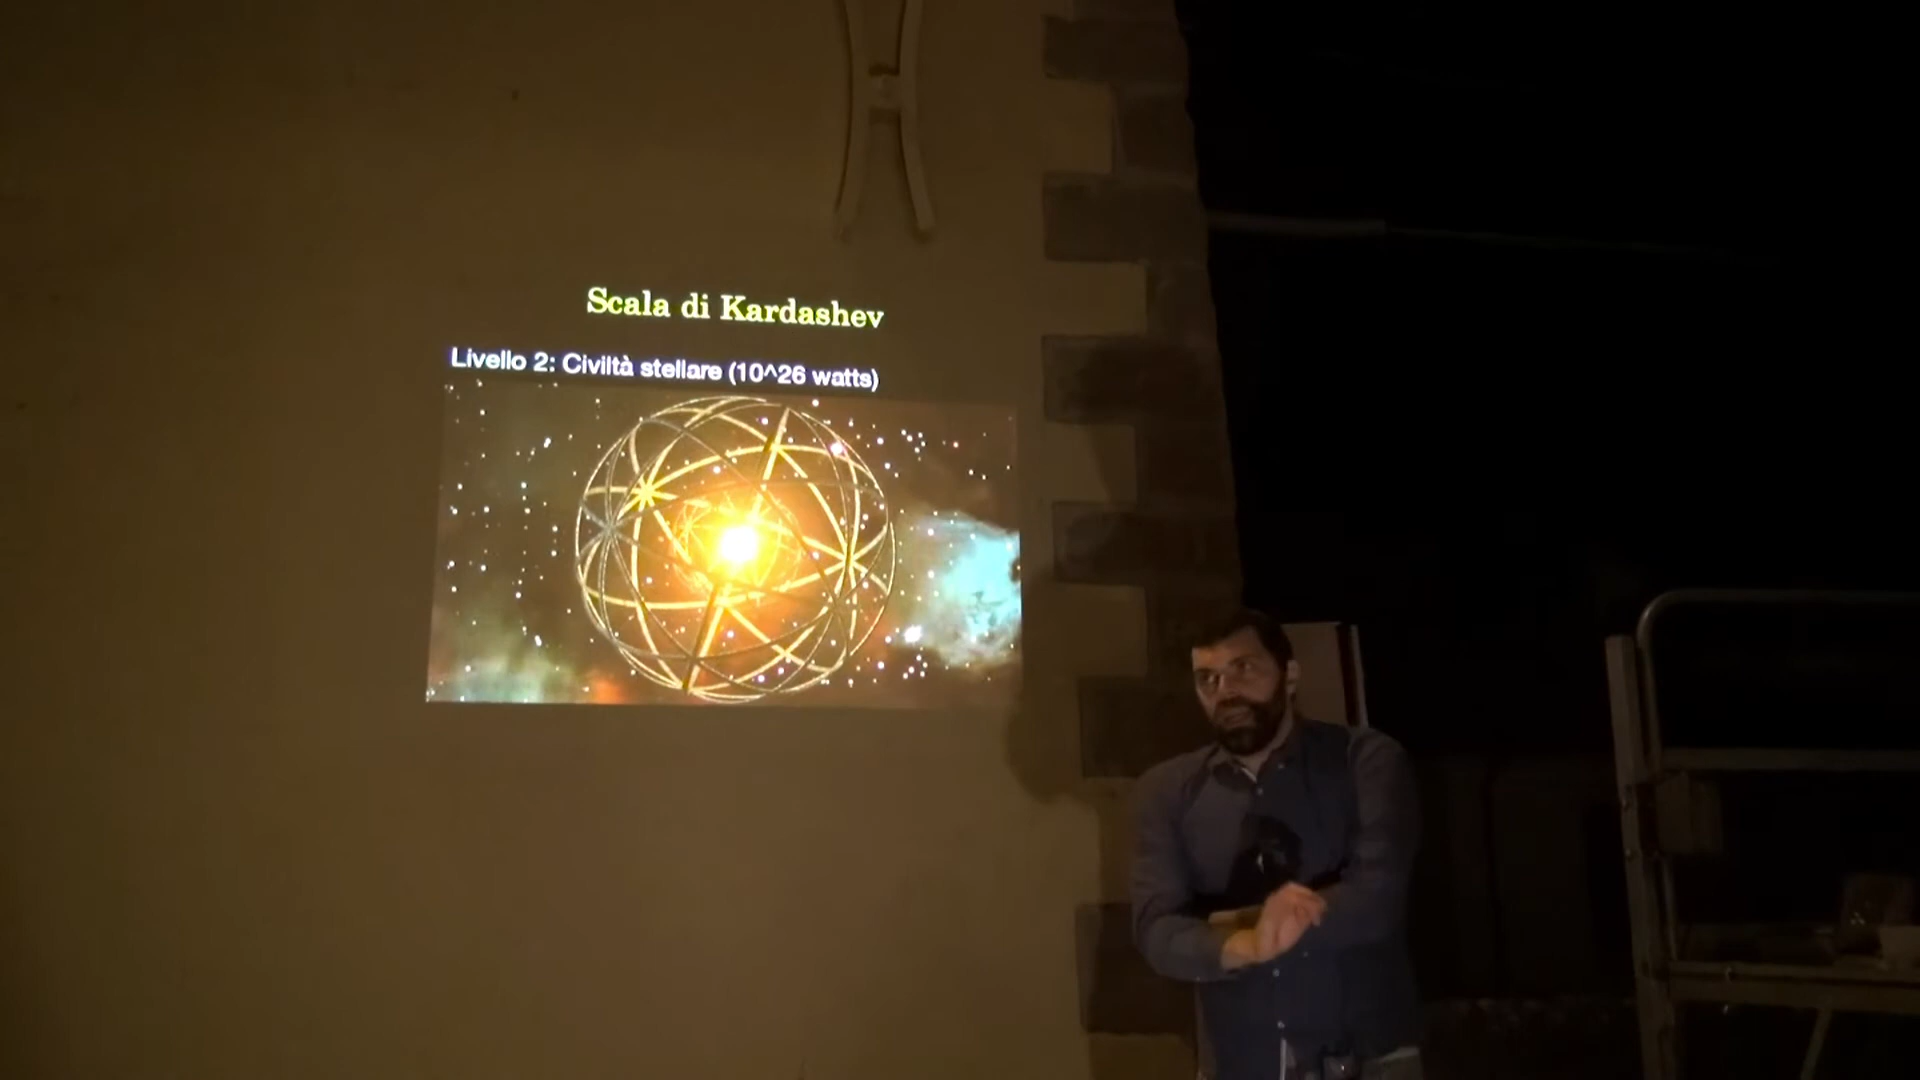 Scala di Kardashev
Livello 2: Civiltà stellare (10^26 watts)